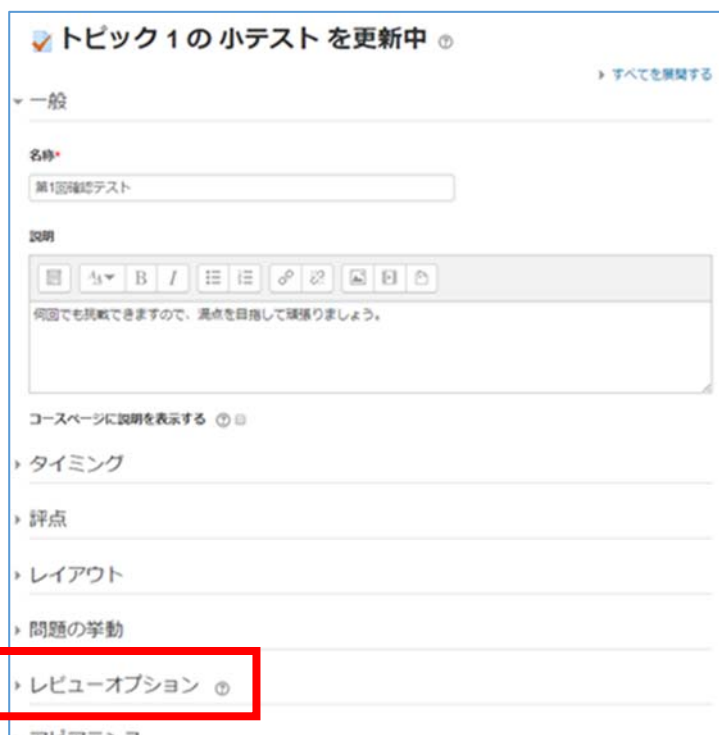 トピック 1 の 小テスト を更新中
すべてを展開する
一般
名称*
第1回確認テスト
説明
B I
何回でも挑戦できますので、満点を目指して頑張りましょう。
コースページに説明を表示する
タイミング
評点
レイアウト
問題の挙動
レビューオプション